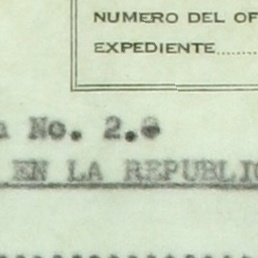 NUMERO DEL OF
EXPEDIENTE......
No. 2.
EN LA REPUBLIC